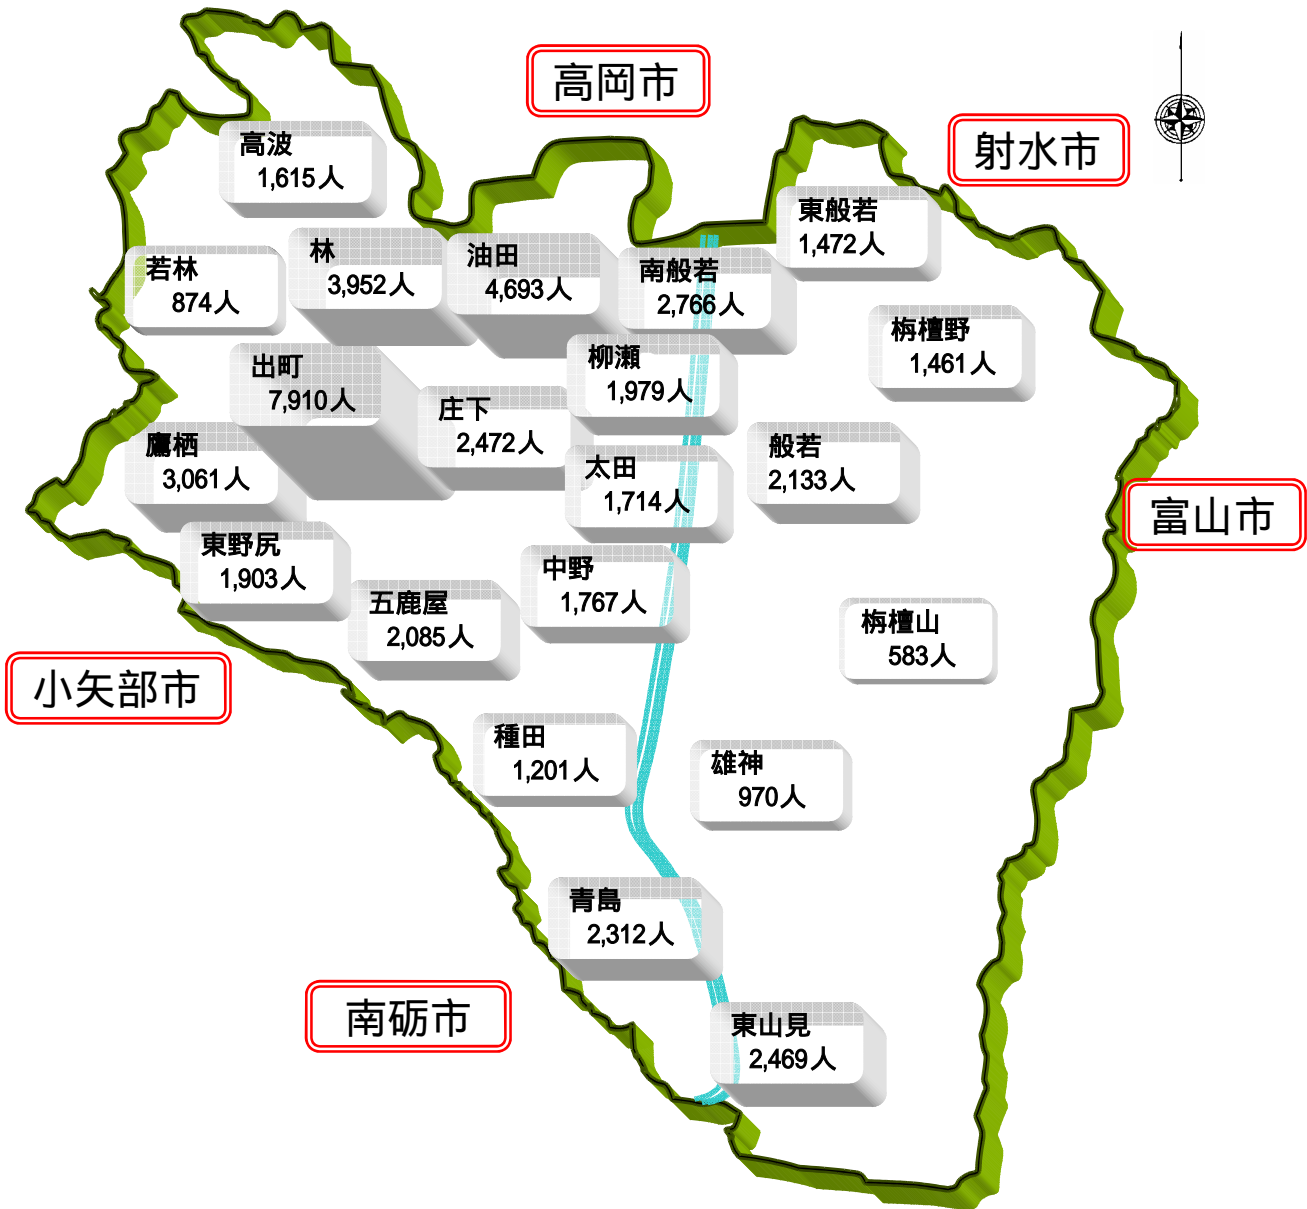 高岡市
射水市
高波
1,615人
東般若
1,472人
林
3,952人
油田
4,693人
南般若
2,766人
若林
874人
栴檀野
1,461人
柳瀬
1,979人
出町
7,910人
庄下
2,472人
鷹栖
3,061人
太田
1,714人
般若
2,133人
富山市
東野尻
1,903人
中野
1,767人
五鹿屋
2,085人
栴檀山
583人
小矢部市
種田
1,201人
雄神
970人
青島
2,312人
南砺市
東山見
2,469人